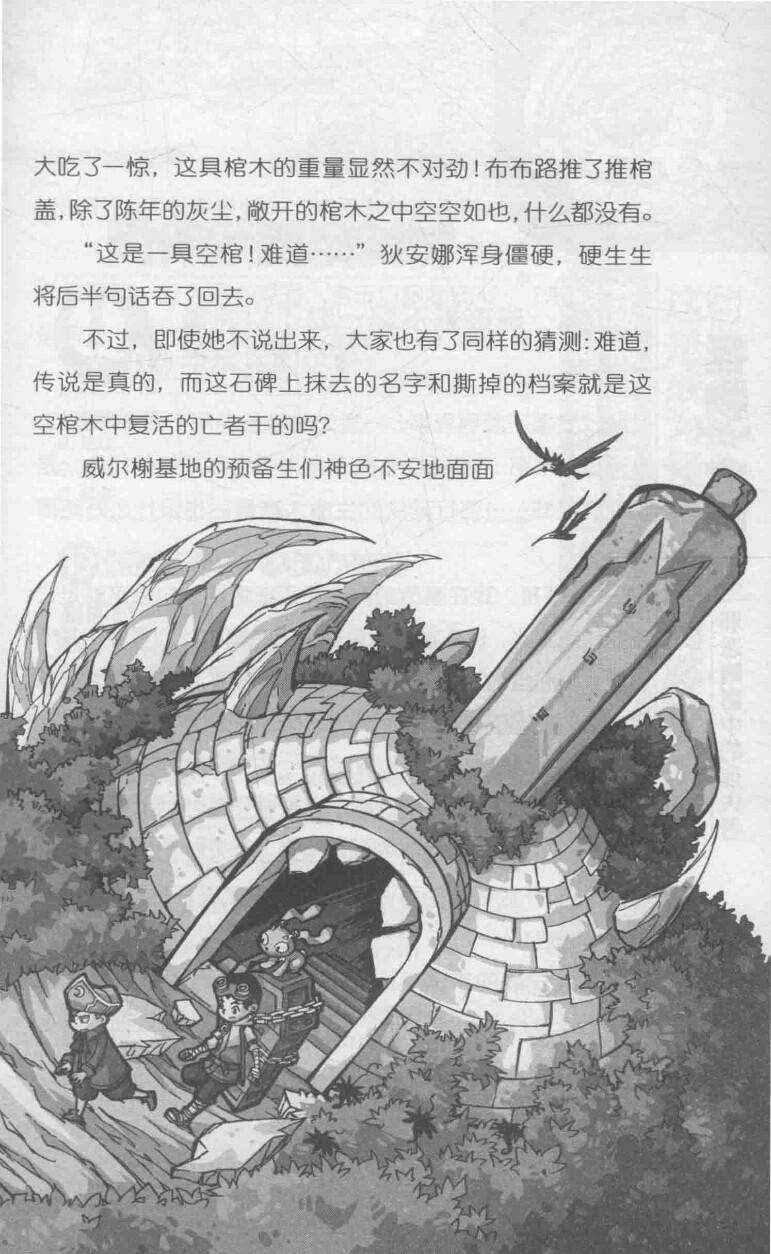 大吃了一惊，这具棺木的重量显然不对劲！布布路推了推棺
盖，除了陈年的灰尘，敞开的棺木之中空空如也，什么都没有。
“这是一具空棺！难道……”狄安娜浑身僵硬，硬生生
将后半句话吞了回去。
不过，即使她不说出来，大家也有了同样的猜测：难道，
传说是真的，而这石碑上抹去的名字和撕掉的档案就是这
空棺木中复活的亡者干的吗？
威尔榭基地的预备生们神色不安地面面